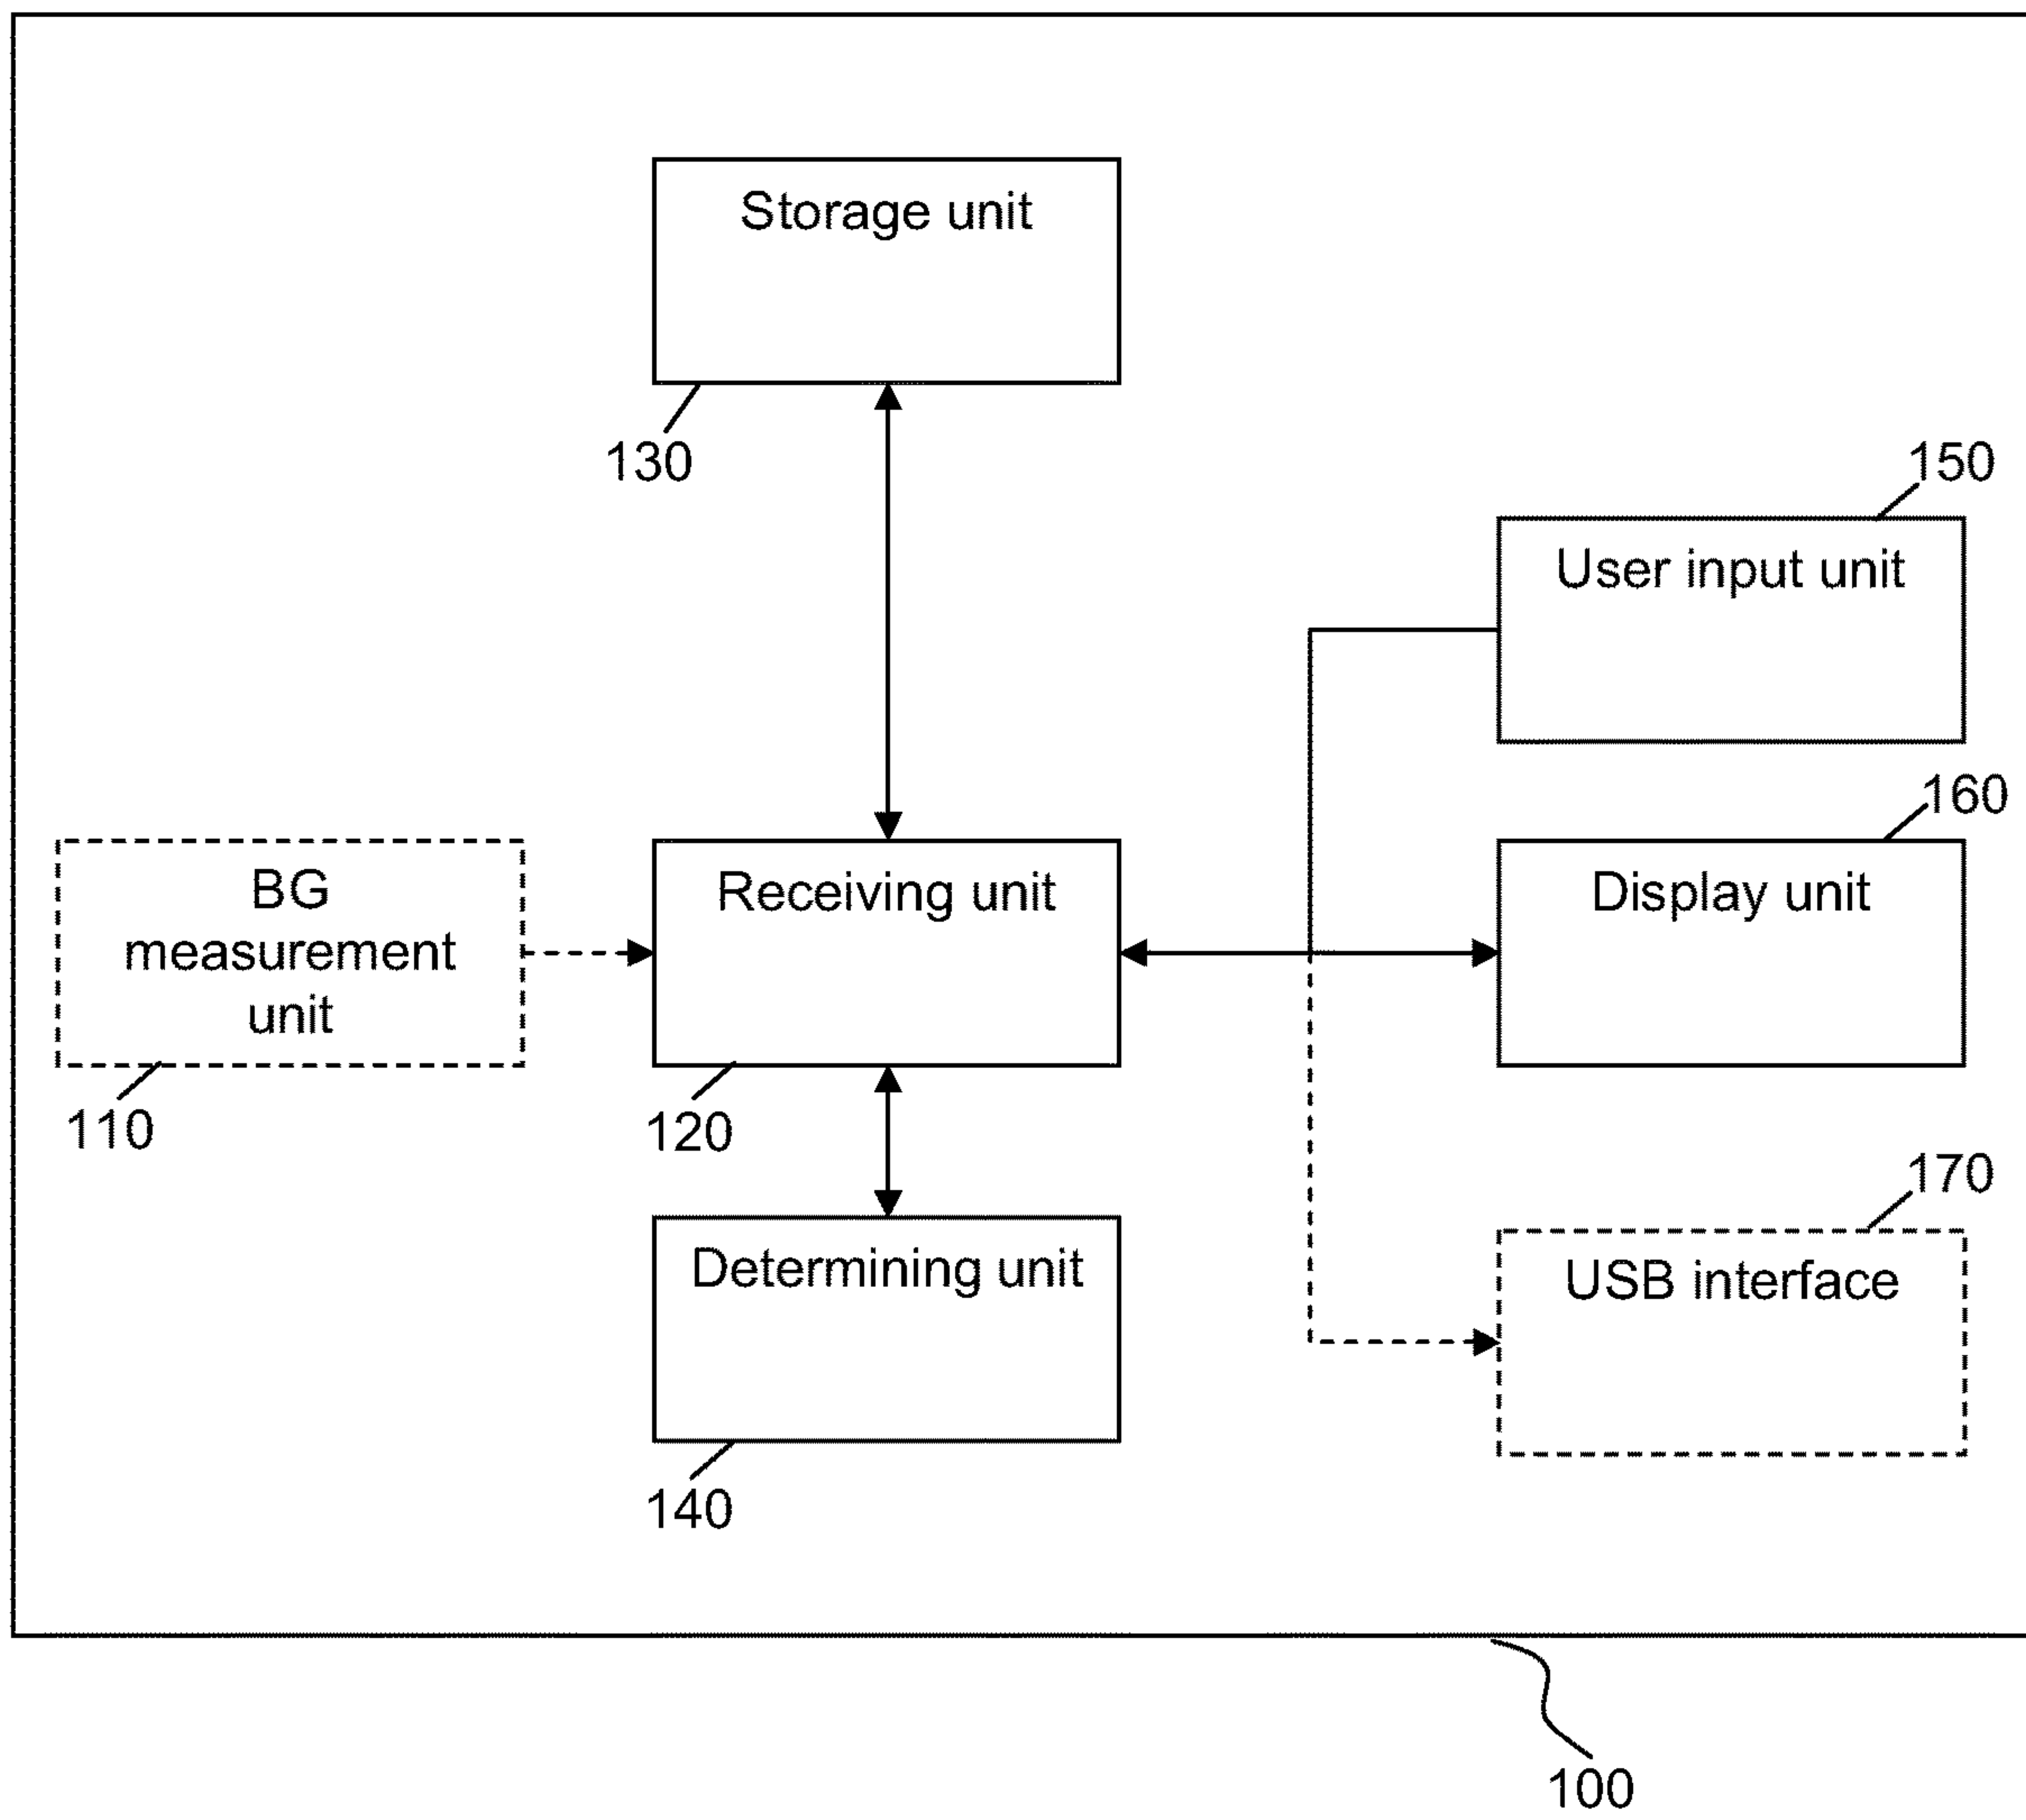 Storage unit
130
150
User input unit
160
BG
measurement
unit
Receiving unit
Display unit
110
120
170
Determining unit
USB interface
140
100